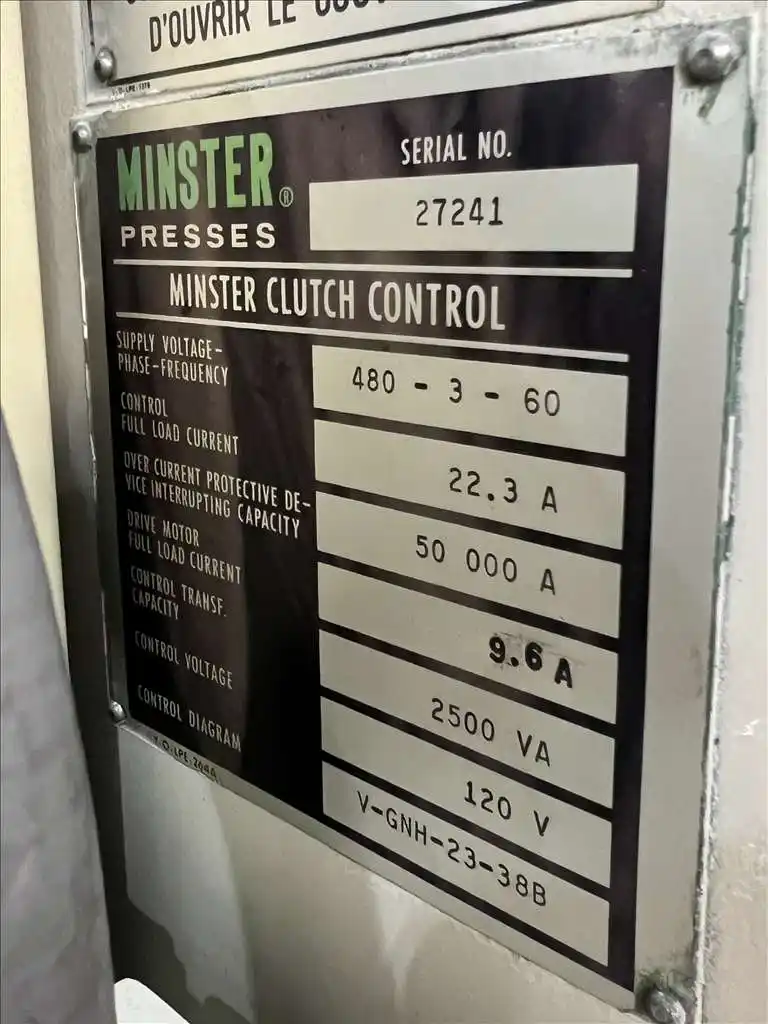 D'OUVRIR LE
MINSTER®
PRESSES
SERIAL NO.
27241
MINSTER CLUTCH CONTROL
SUPPLY VOLTAGE-
PHASE-FREQUENCY
480 - 3 - 60
CONTROL
FULL LOAD CURRENT
22.3 A
OVER CURRENT PROTECTIVE DE-
VICE INTERRUPTING CAPACITY
50 000 A
DRIVE MOTOR
FULL LOAD CURRENT
9.6 A
CONTROL TRANSF.
CAPACITY
2500 VA
CONTROL VOLTAGE
120 V
CONTROL DIAGRAM
V-GNH-23-38B